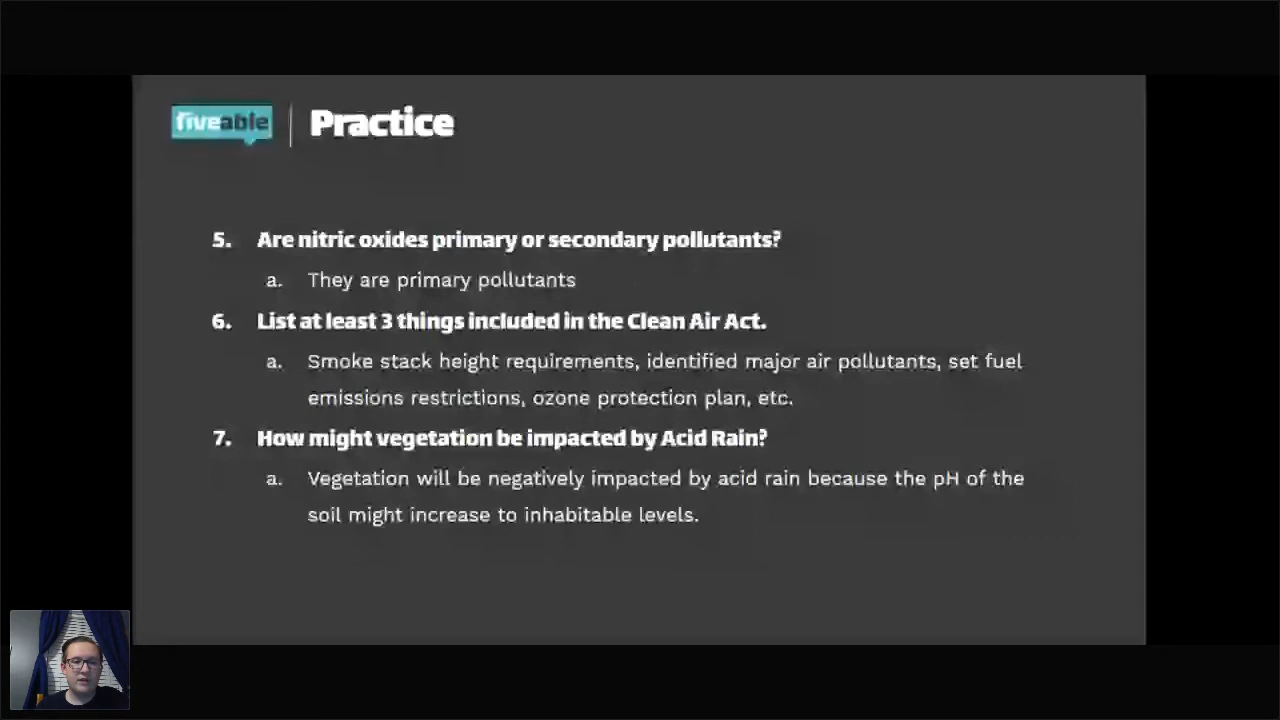 fiveable
Practice
5. Are nitric oxides primary or secondary pollutants?
a. They are primary pollutants
6. List at least 3 things included in the Clean Air Act.
a. Smoke stack height requirements, identified major air pollutants, set fuel
emissions restrictions, ozone protection plan, etc.
7. How might vegetation be impacted by Acid Rain?
a. Vegetation will be negatively impacted by acid rain because the pH of the
soil might increase to inhabitable levels.